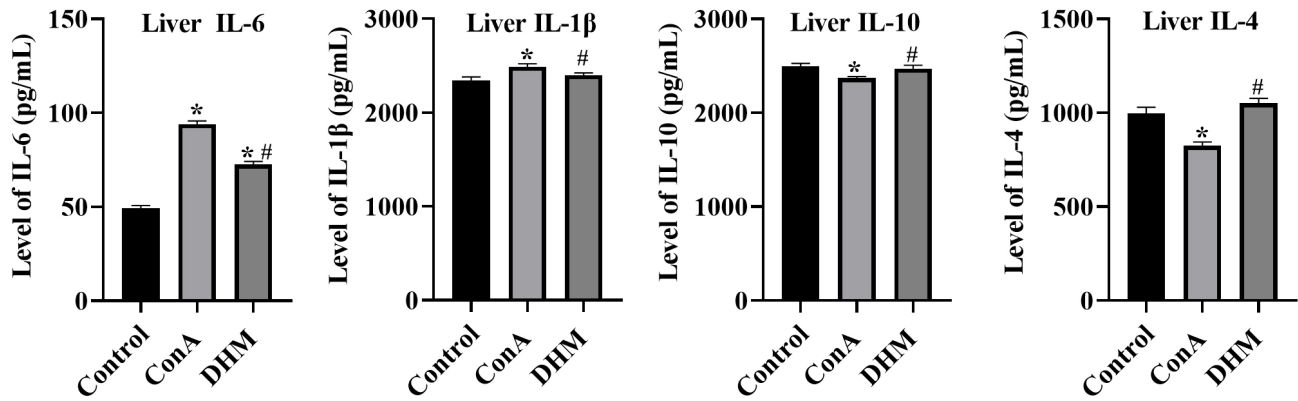 Liver IL-6
Level of IL-6 (pg/mL)
150
100
50
0
*
* #
Control
ConA
DHM
Liver IL-1β
Level of IL-1β (pg/mL)
3000
2000
1000
0
*
#
Control
ConA
DHM
Liver IL-10
Level of IL-10 (pg/mL)
3000
2000
1000
0
*
#
Control
ConA
DHM
Liver IL-4
Level of IL-4 (pg/mL)
1500
1000
500
0
*
#
Control
ConA
DHM